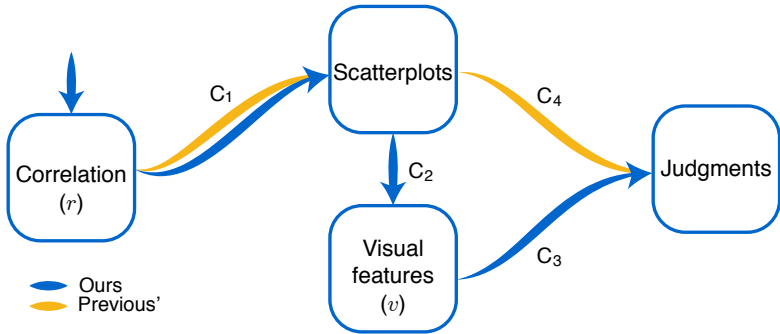 Scatterplots
C1
C4
Correlation
(r)
C2
Judgments
Visual
features
(v)
C3
Ours
Previous'